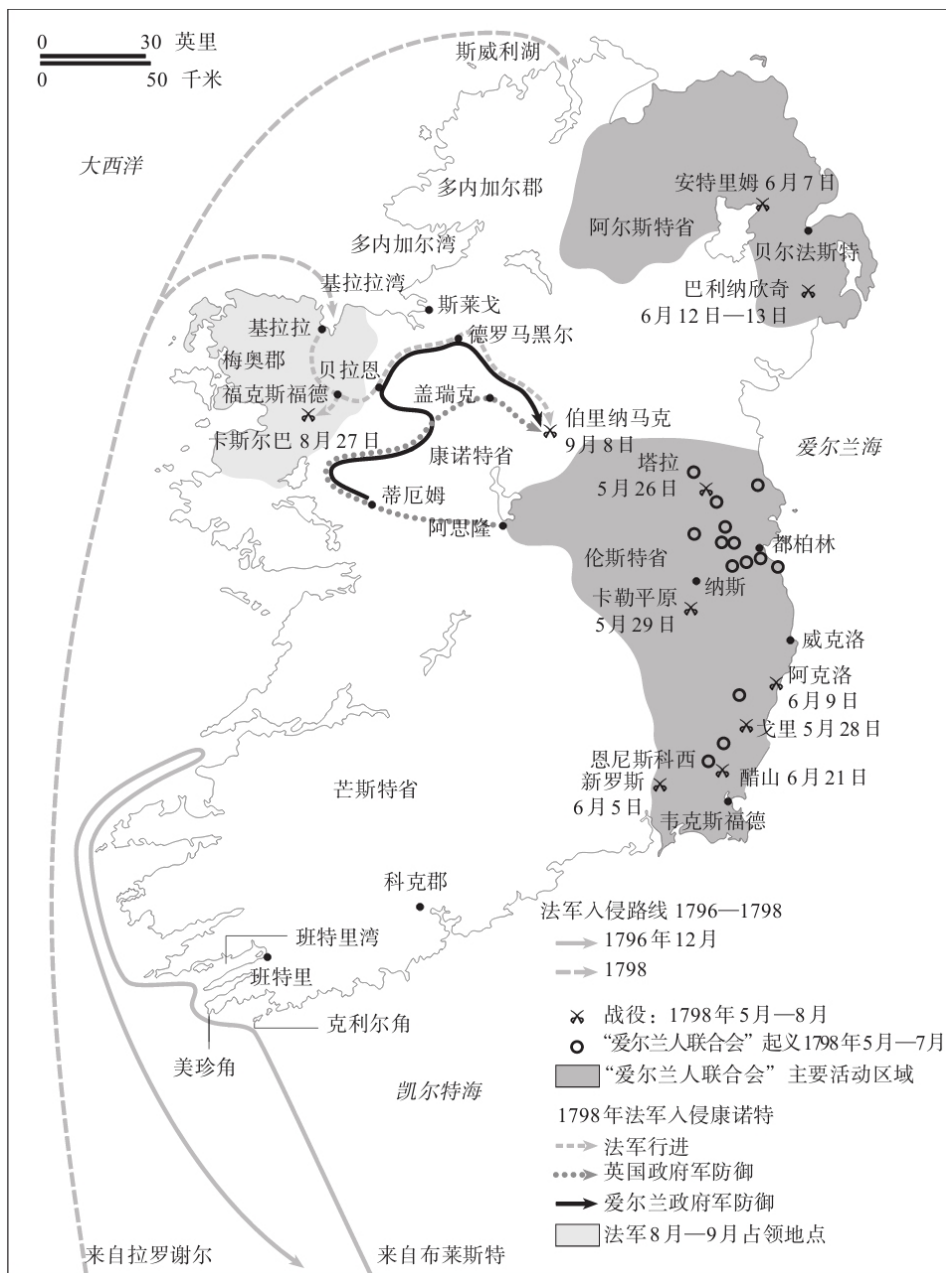 0 30 英里
0 50 千米
斯威利湖
大西洋
多内加尔郡
安特里姆 6月7日
阿尔斯特省
贝尔法斯特
多内加尔湾
基拉拉湾
巴利纳欣奇
6月12日—13日
斯莱戈
基拉拉
德罗马黑尔
梅奥郡
贝拉恩
福克斯福德
盖瑞克
伯里纳马克
9月8日
卡斯尔巴 8月27日
康诺特省
爱尔兰海
塔拉
5月26日
蒂厄姆
阿思隆
都柏林
伦斯特省
纳斯
卡勒平原
5月29日
威克洛
阿克洛
6月9日
戈里 5月28日
恩尼斯科西
醋山 6月21日
新罗斯
6月5日
韦克斯福德
芒斯特省
科克郡
班特里湾
班特里
克利尔角
美珍角
凯尔特海
法军入侵路线 1796—1798
1796年12月
1798
战役：1798年5月—8月
“爱尔兰人联合会”起义1798年5月—7月
“爱尔兰人联合会”主要活动区域
1798年法军入侵康诺特
法军行进
英国政府军防御
爱尔兰政府军防御
法军8月—9月占领地点
来自拉罗谢尔
来自布莱斯特